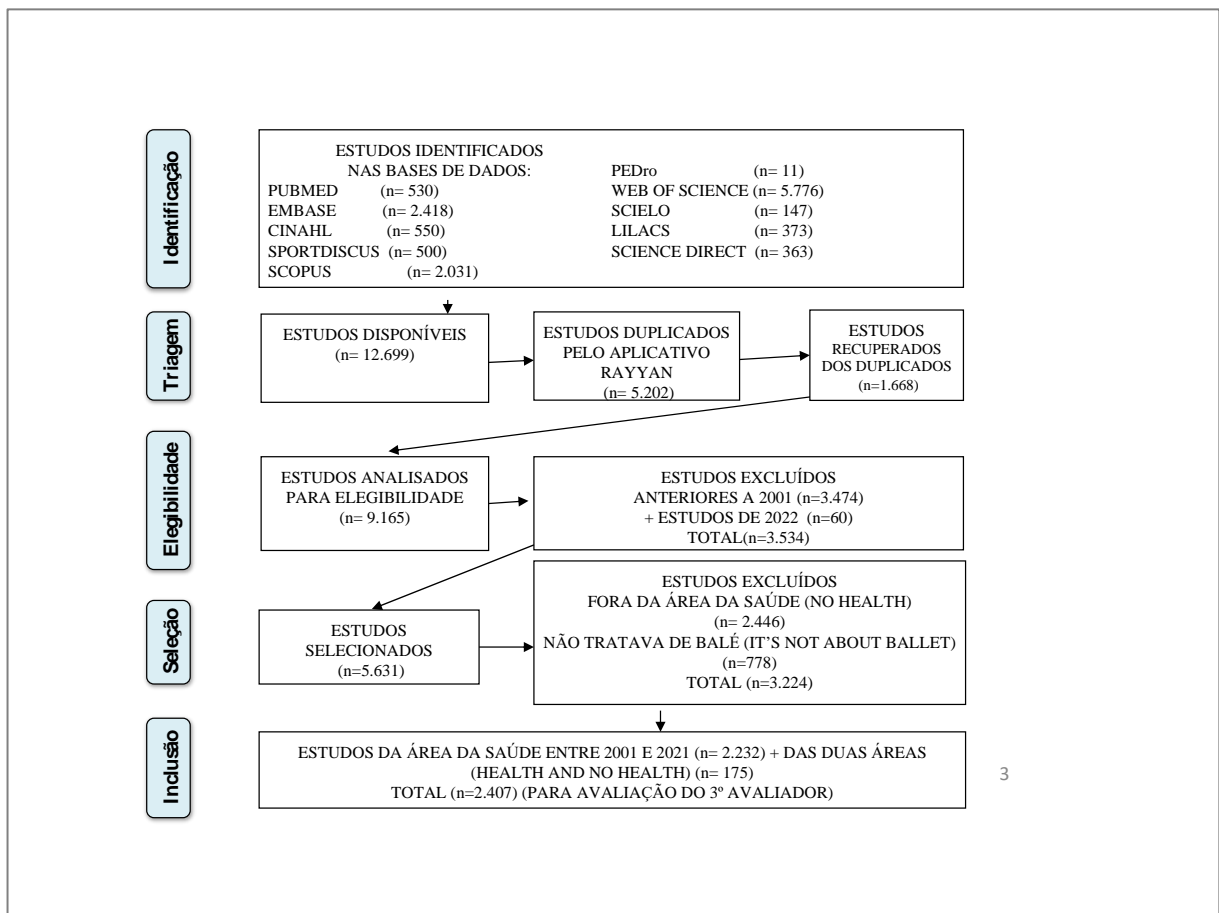 Identificação
ESTUDOS IDENTIFICADOS
NAS BASES DE DADOS:
PUBMED (n= 530)
EMBASE (n= 2.418)
CINAHL (n= 550)
SPORTDISCUS (n= 500)
SCOPUS (n= 2.031)
PEDro (n= 11)
WEB OF SCIENCE (n= 5.776)
SCIELO (n= 147)
LILACS (n= 373)
SCIENCE DIRECT (n= 363)
Triagem
ESTUDOS DISPONÍVEIS
(n= 12.699)
ESTUDOS DUPLICADOS
PELO APLICATIVO
RAYYAN
(n= 5.202)
ESTUDOS
RECUPERADOS
DOS DUPLICADOS
(n=1.668)
Elegibilidade
ESTUDOS ANALISADOS
PARA ELEGIBILIDADE
(n= 9.165)
ESTUDOS EXCLUÍDOS
ANTERIORES A 2001 (n=3.474)
+ ESTUDOS DE 2022 (n=60)
TOTAL(n=3.534)
Seleção
ESTUDOS
SELECIONADOS
(n=5.631)
ESTUDOS EXCLUÍDOS
FORA DA ÁREA DA SAÚDE (NO HEALTH)
(n= 2.446)
NÃO TRATAVA DE BALÉ (IT'S NOT ABOUT BALLET)
(n=778)
TOTAL (n=3.224)
Inclusão
ESTUDOS DA ÁREA DA SAÚDE ENTRE 2001 E 2021 (n= 2.232) + DAS DUAS ÁREAS
(HEALTH AND NO HEALTH) (n= 175)
TOTAL (n=2.407) (PARA AVALIAÇÃO DO 3º AVALIADOR)
3